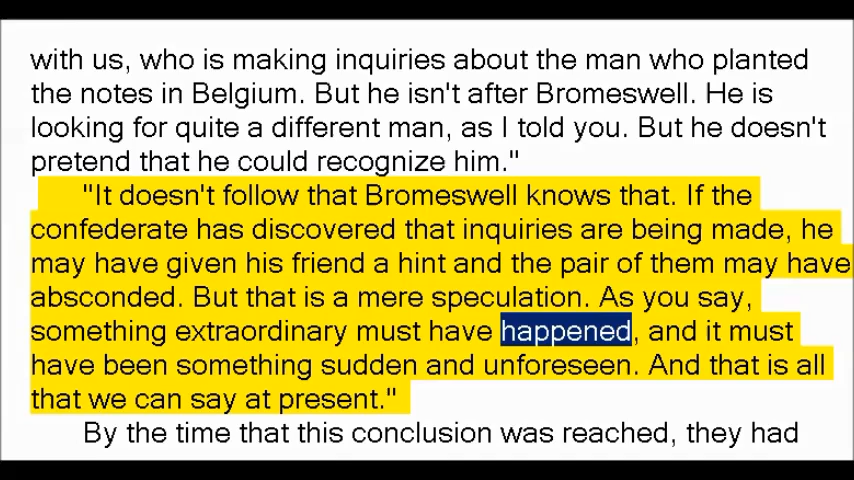 with us, who is making inquiries about the man who planted
the notes in Belgium. But he isn't after Bromeswell. He is
looking for quite a different man, as I told you. But he doesn't
pretend that he could recognize him."
"It doesn't follow that Bromeswell knows that. If the
confederate has discovered that inquiries are being made, he
may have given his friend a hint and the pair of them may have
absconded. But that is a mere speculation. As you say,
something extraordinary must have happened, and it must
have been something sudden and unforeseen. And that is all
that we can say at present."
By the time that this conclusion was reached, they had